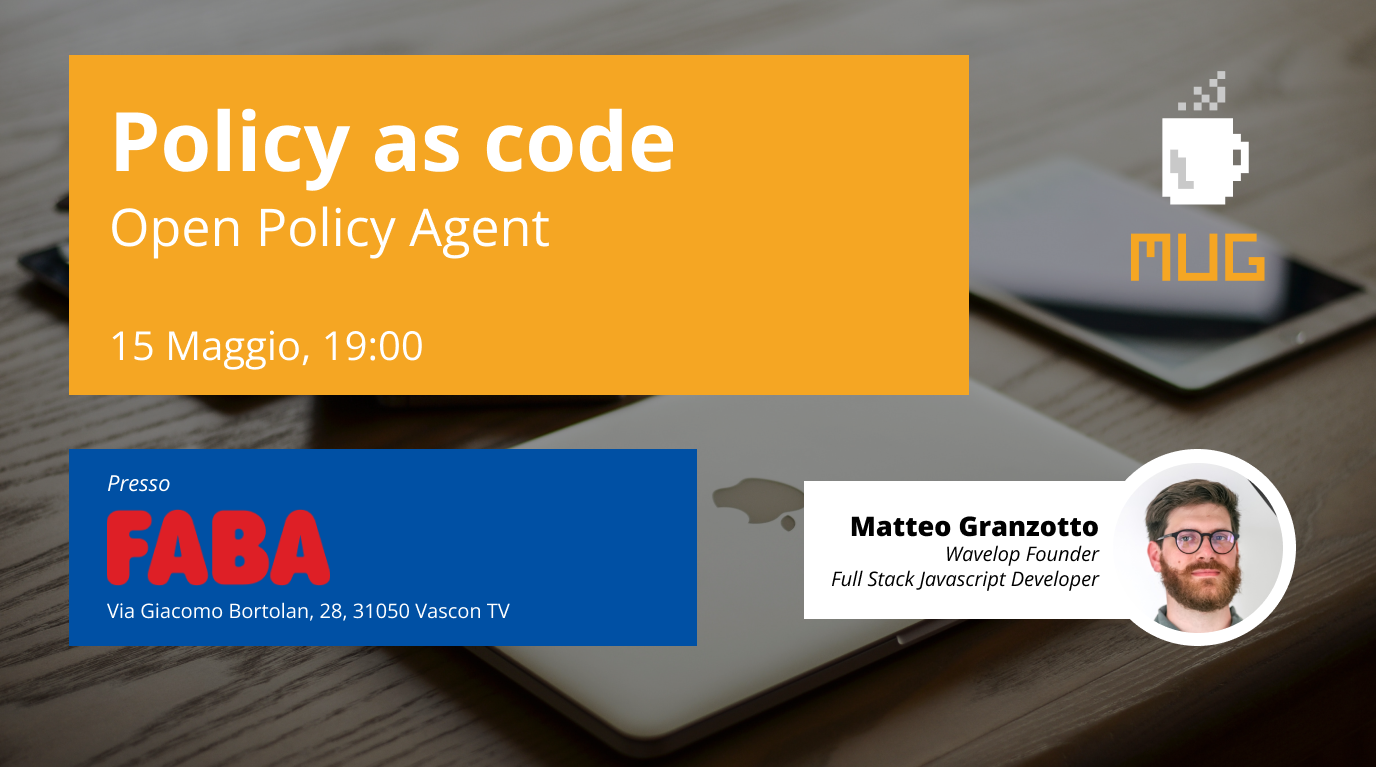 Policy as code
Open Policy Agent
15 Maggio, 19:00
MUG
Presso
FABA
Via Giacomo Bortolan, 28, 31050 Vascon TV
Matteo Granzotto
Wavelop Founder
Full Stack Javascript Developer